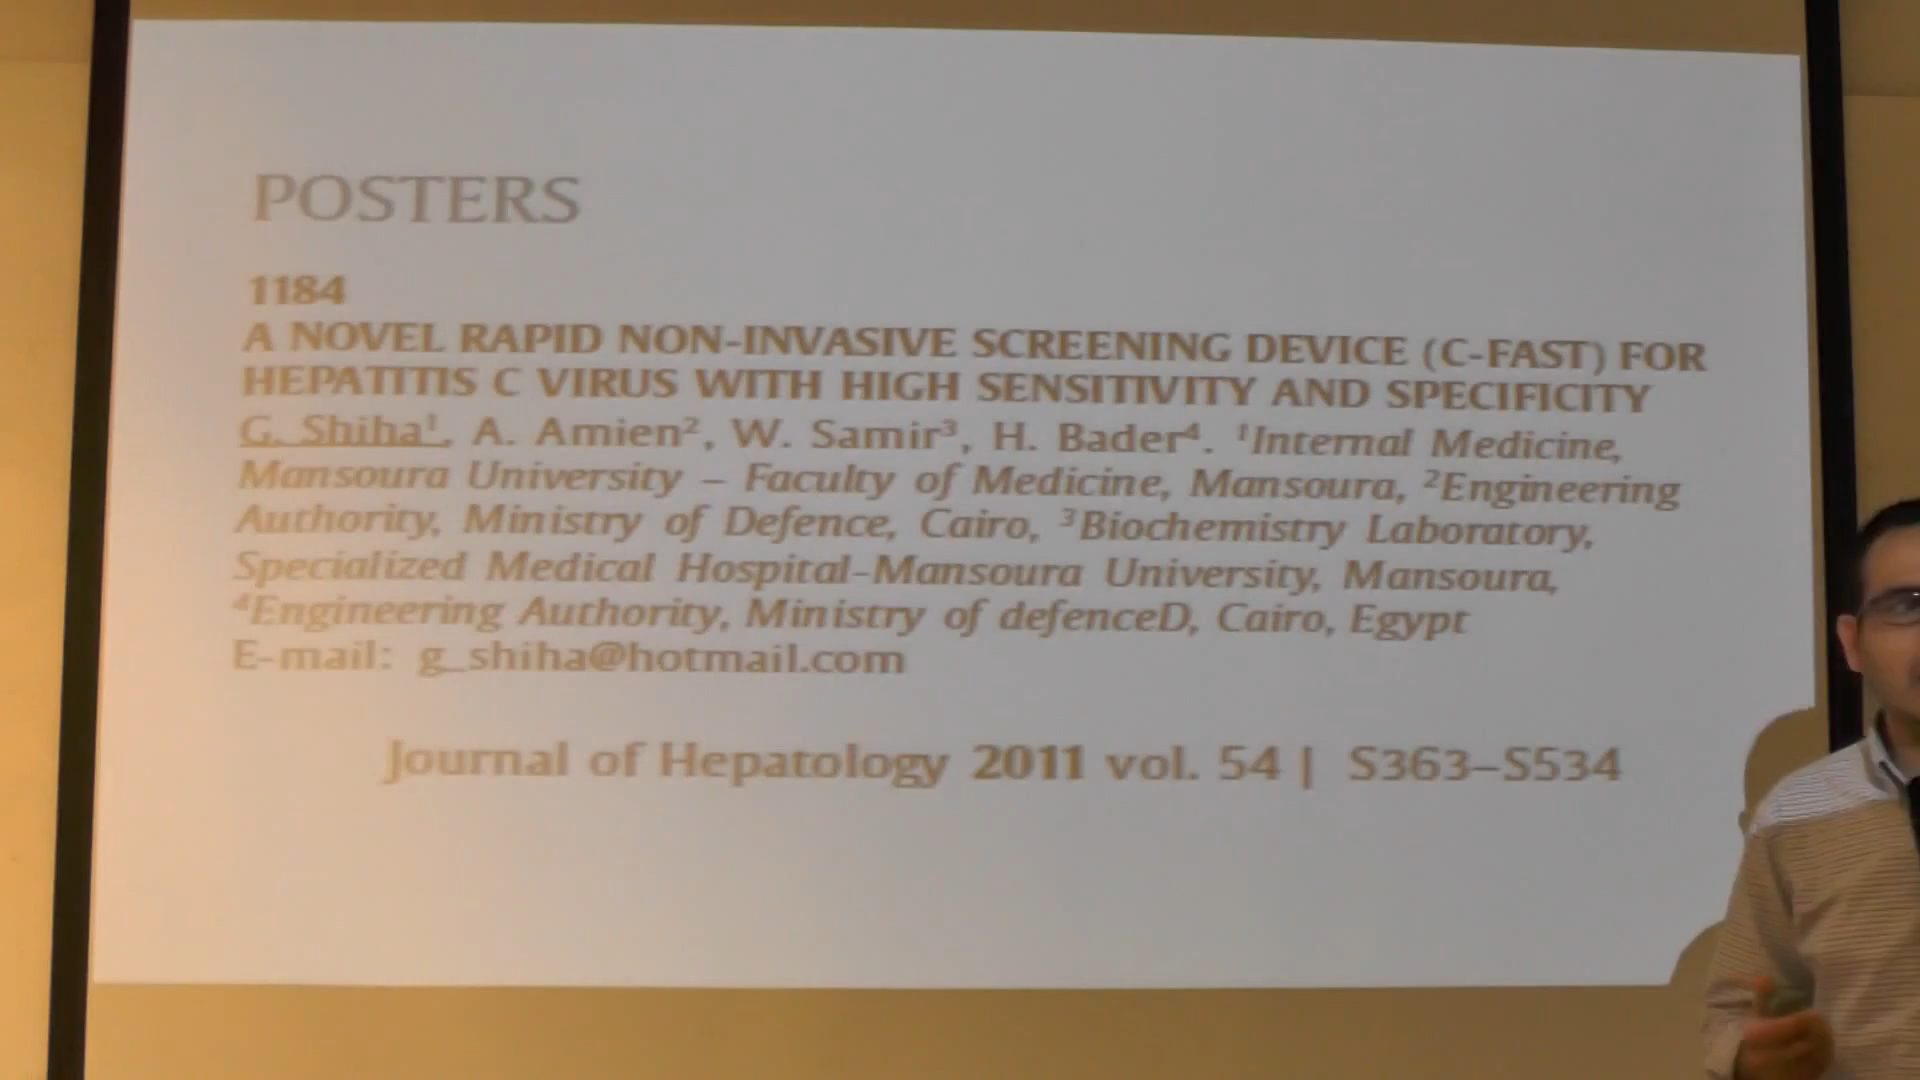 POSTERS
1184
A NOVEL RAPID NON-INVASIVE SCREENING DEVICE (C-FAST) FOR
HEPATITIS C VIRUS WITH HIGH SENSITIVITY AND SPECIFICITY
G. Shiha¹, A. Amien², W. Samir³, H. Bader⁴. ¹Internal Medicine,
Mansoura University – Faculty of Medicine, Mansoura, ²Engineering
Authority, Ministry of Defence, Cairo, ³Biochemistry Laboratory,
Specialized Medical Hospital-Mansoura University, Mansoura,
⁴Engineering Authority, Ministry of defenceD, Cairo, Egypt
E-mail: g_shiha@hotmail.com
Journal of Hepatology 2011 vol. 54 | S363–S534